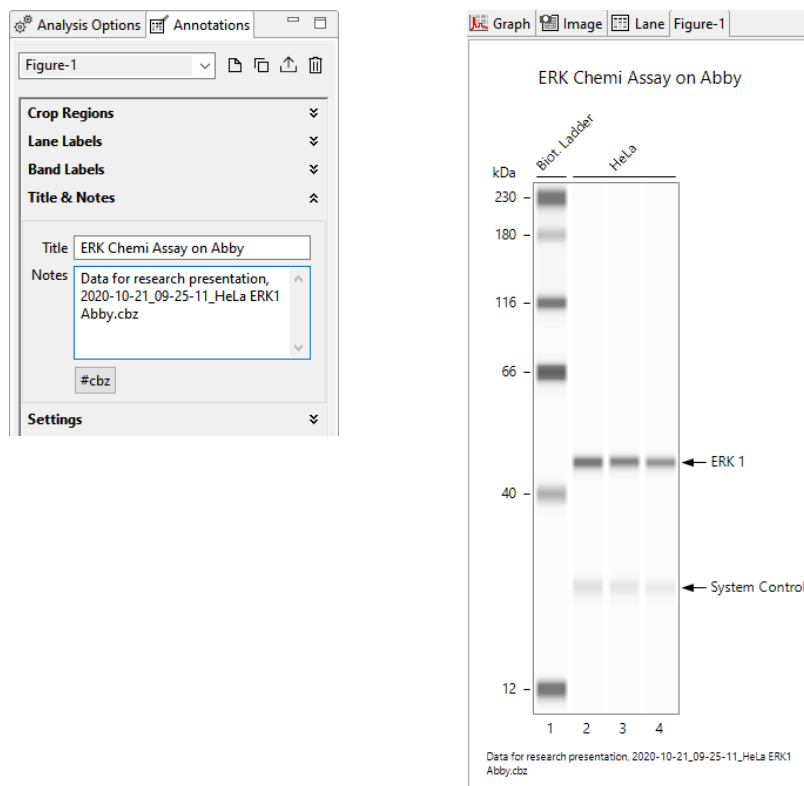 Analysis Options
Annotations
Figure-1
Crop Regions
Lane Labels
Band Labels
Title & Notes
Title
ERK Chemi Assay on Abby
Notes
Data for research presentation,
2020-10-21_09-25-11_HeLa ERK1
Abby.cbz
#cbz
Settings
Graph
Image
Lane
Figure-1
ERK Chemi Assay on Abby
Biot. Ladder
HeLa
kDa
230
180
116
66
ERK 1
40
System Control
12
1 2 3 4
Data for research presentation, 2020-10-21_09-25-11_HeLa ERK1
Abby.cbz